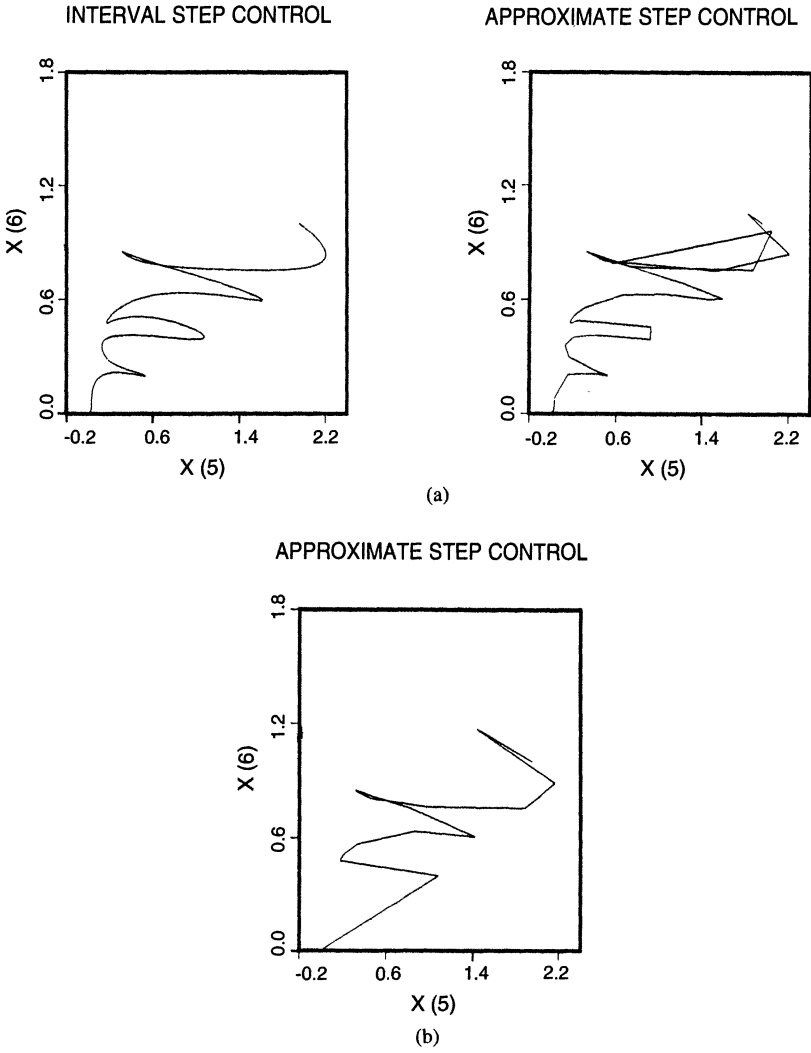 INTERVAL STEP CONTROL
APPROXIMATE STEP CONTROL
1.8
1.2
0.6
0.0
X (6)
-0.2 0.6 1.4 2.2
X (5)
1.8
1.2
0.6
0.0
X (6)
-0.2 0.6 1.4 2.2
X (5)
(a)
APPROXIMATE STEP CONTROL
1.8
1.2
0.6
0.0
X (6)
-0.2 0.6 1.4 2.2
X (5)
(b)